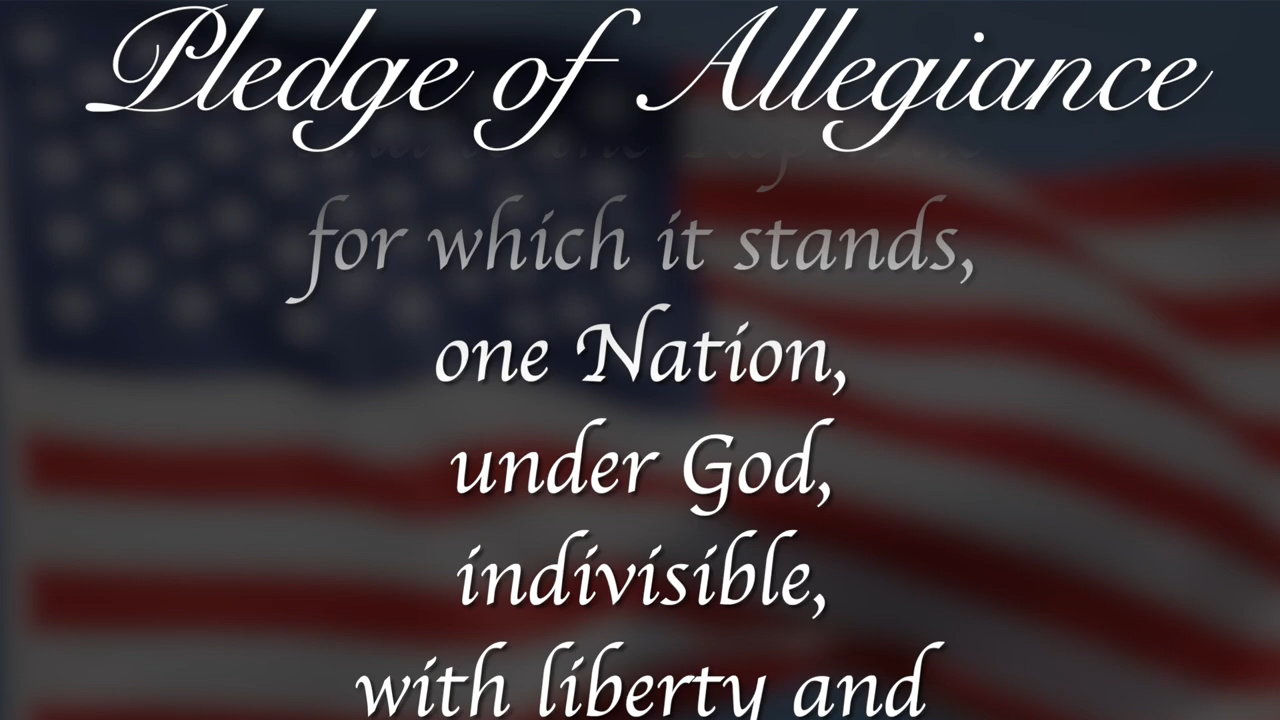 Pledge of Allegiance
for which it stands,
one Nation,
under God,
indivisible,
with liberty and